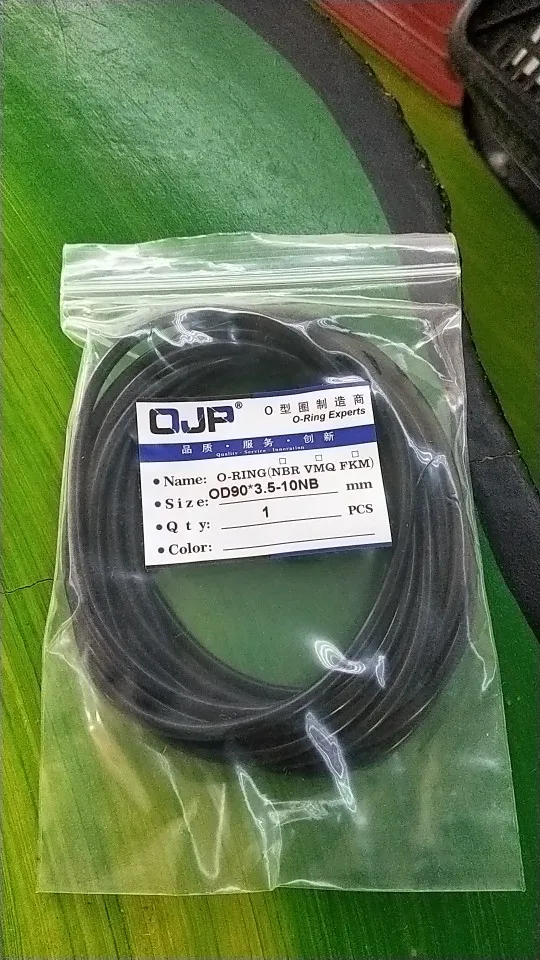 OJP®
O 型圈制造商
O-Ring Experts
品质 · 服务 · 创新
Quality · Service · Innovation
• Name: O-RING(□NBR □VMQ □FKM)
• Size: OD90*3.5-10NB mm
• Qty: 1 PCS
• Color: